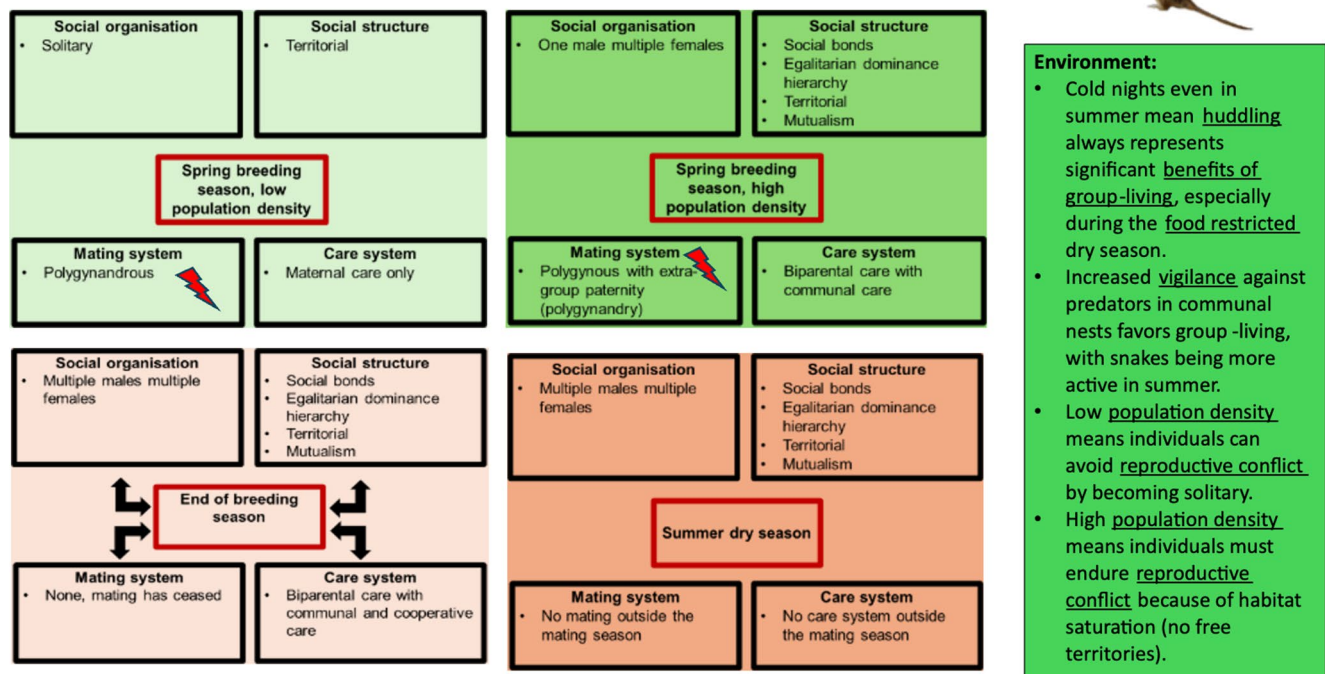 Social organisation
• Solitary
Social structure
• Territorial
Spring breeding
season, low
population density
Mating system
• Polygynandrous
Care system
• Maternal care only
Social organisation
• One male multiple females
Social structure
• Social bonds
• Egalitarian dominance
hierarchy
• Territorial
• Mutualism
Spring breeding
season, high
population density
Mating system
• Polygynous with extra-
group paternity
(polygynandry)
Care system
• Biparental care with
communal care
Social organisation
• Multiple males multiple
females
Social structure
• Social bonds
• Egalitarian dominance
hierarchy
• Territorial
• Mutualism
End of breeding
season
Mating system
• None, mating has ceased
Care system
• Biparental care with
communal and cooperative
care
Social organisation
• Multiple males multiple
females
Social structure
• Social bonds
• Egalitarian dominance
hierarchy
• Territorial
• Mutualism
Summer dry season
Mating system
• No mating outside the
mating season
Care system
• No care system outside
the mating season
Environment:
• Cold nights even in
summer mean huddling
always represents
significant benefits of
group-living, especially
during the food restricted
dry season.
• Increased vigilance against
predators in communal
nests favors group -living,
with snakes being more
active in summer.
• Low population density
means individuals can
avoid reproductive conflict
by becoming solitary.
• High population density
means individuals must
endure reproductive
conflict because of habitat
saturation (no free
territories).